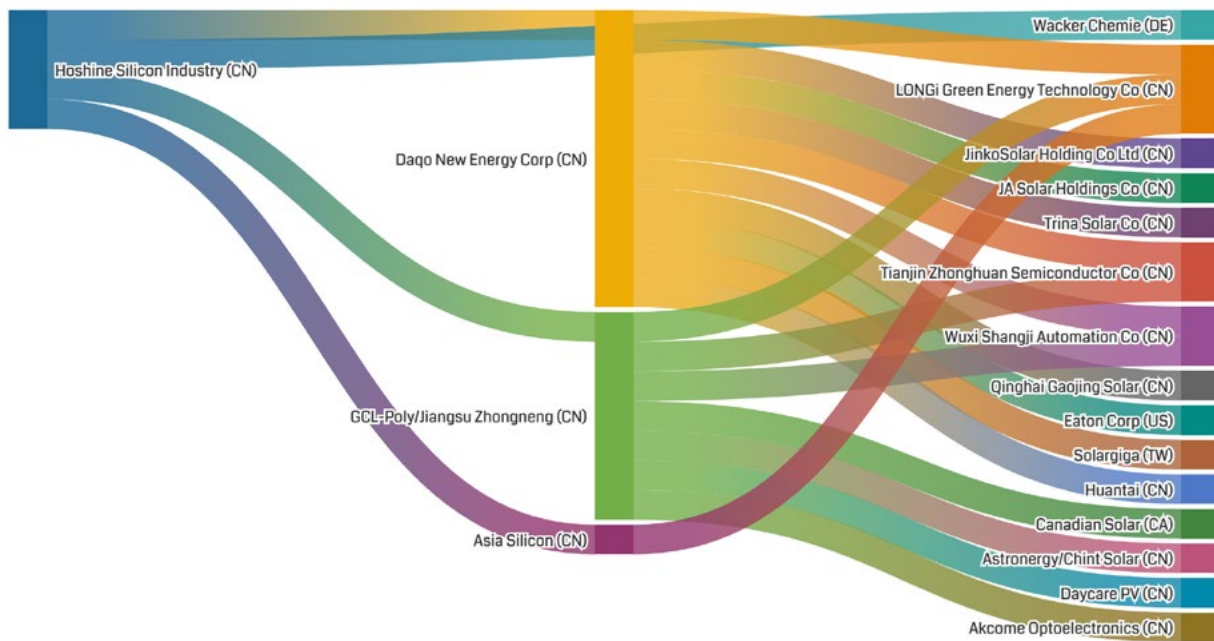 Hoshine Silicon Industry (CN)
Daqo New Energy Corp (CN)
GCL-Poly/Jiangsu Zhongneng (CN)
Asia Silicon (CN)
Wacker Chemie (DE)
LONGi Green Energy Technology Co (CN)
JinkoSolar Holding Co Ltd (CN)
JA Solar Holdings Co (CN)
Trina Solar Co (CN)
Tianjin Zhonghuan Semiconductor Co (CN)
Wuxi Shangji Automation Co (CN)
Qinghai Gaojing Solar (CN)
Eaton Corp (US)
Solargiga (TW)
Huantai (CN)
Canadian Solar (CA)
Astronergy/Chint Solar (CN)
Daycare PV (CN)
Akcome Optoelectronics (CN)